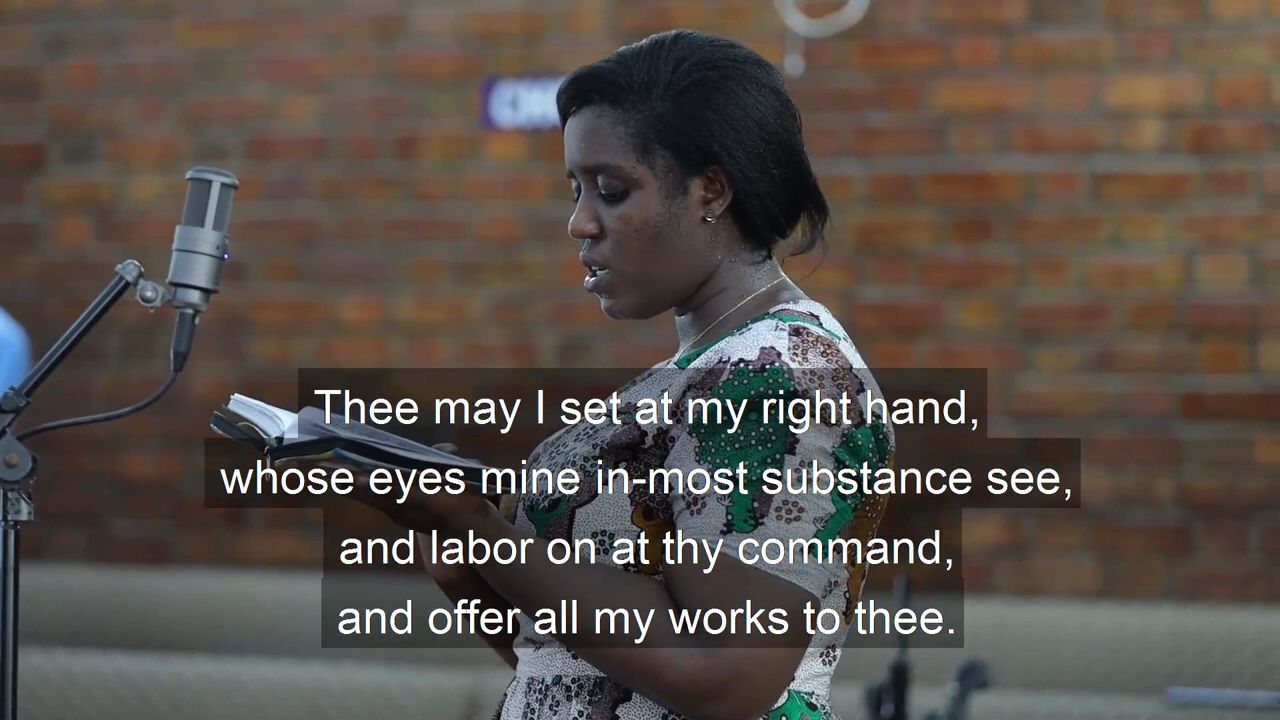 Thee may I set at my right hand,
whose eyes mine in-most substance see,
and labor on at thy command,
and offer all my works to thee.